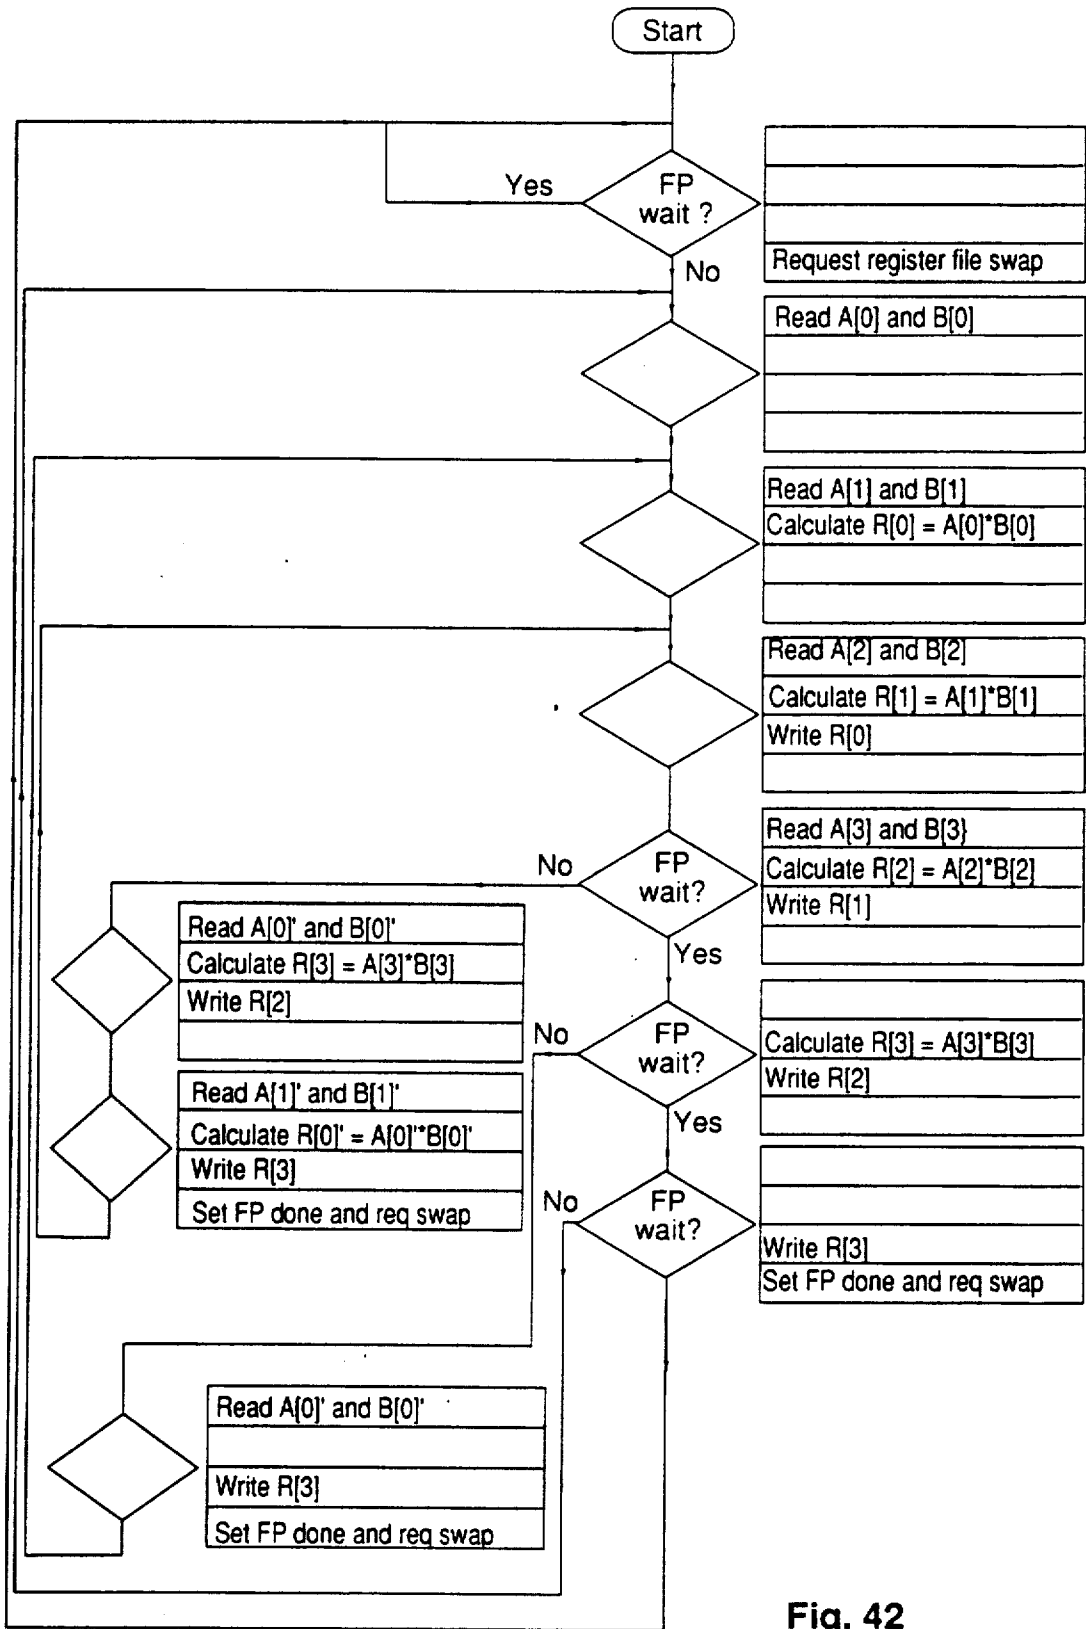 Start
Yes
FP
wait ?
No
Request register file swap
Read A[0] and B[0]
Read A[1] and B[1]
Calculate R[0] = A[0]*B[0]
Read A[2] and B[2]
Calculate R[1] = A[1]*B[1]
Write R[0]
No
FP
wait?
Yes
Read A[3] and B[3}
Calculate R[2] = A[2]*B[2]
Write R[1]
Read A[0]' and B[0]'
Calculate R[3] = A[3]*B[3]
Write R[2]
No
FP
wait?
Yes
Calculate R[3] = A[3]*B[3]
Write R[2]
Read A[1]' and B[1]'
Calculate R[0]' = A[0]'*B[0]'
Write R[3]
Set FP done and req swap
No
FP
wait?
Write R[3]
Set FP done and req swap
Read A[0]' and B[0]'
Write R[3]
Set FP done and req swap
Fig. 42